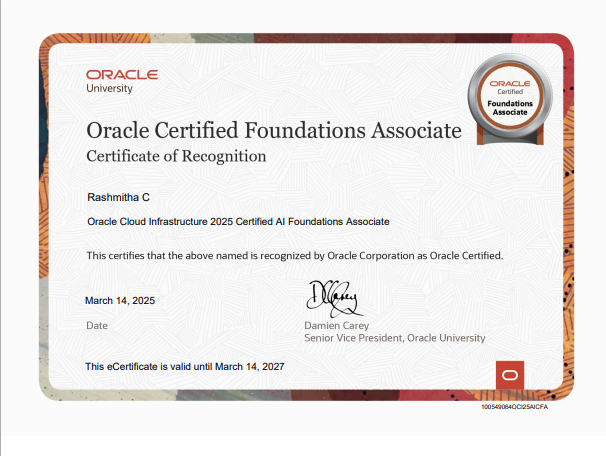 ORACLE
University
ORACLE
Certified
Foundations
Associate
Oracle Certified Foundations Associate
Certificate of Recognition
Rashmitha C
Oracle Cloud Infrastructure 2025 Certified AI Foundations Associate
This certifies that the above named is recognized by Oracle Corporation as Oracle Certified.
March 14, 2025
Date
DCarey
Damien Carey
Senior Vice President, Oracle University
This eCertificate is valid until March 14, 2027
100549064OCI25AICFA